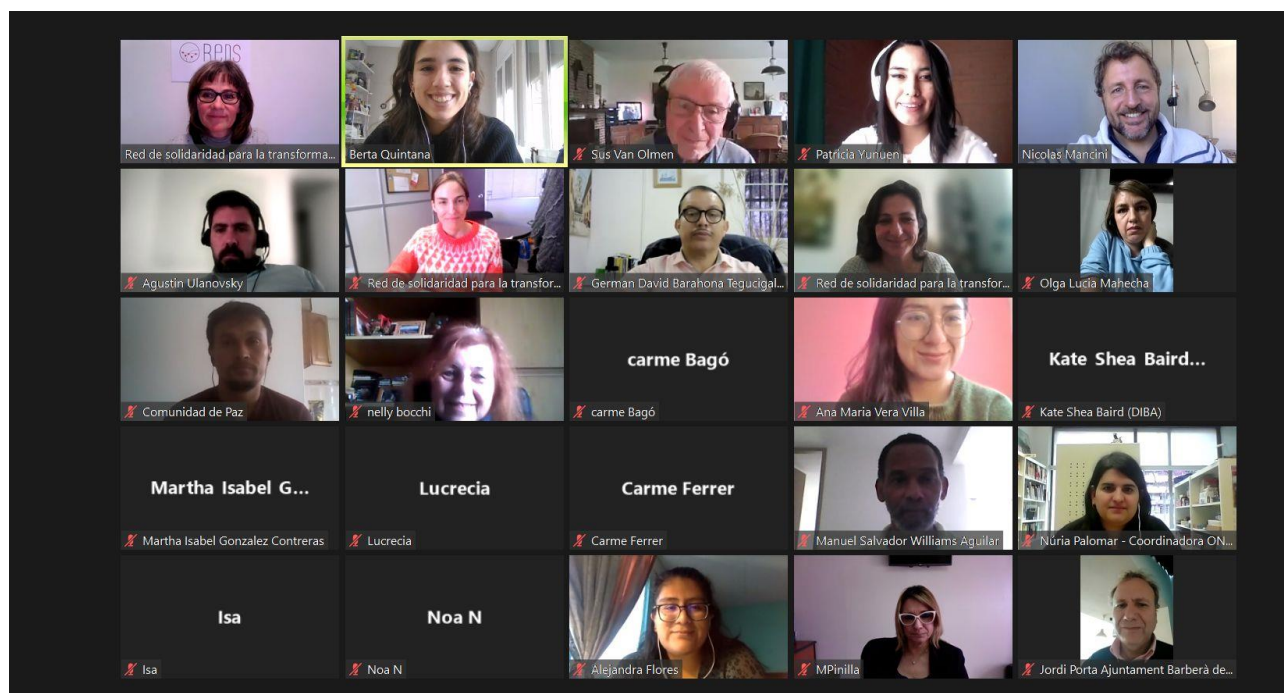 REDS
Red de solidaridad para la transforma...
Berta Quintana
Sus Van Olmen
Patricia Yunuen
Nicolas Mancini
Agustin Ulanovsky
Red de solidaridad para la transfor...
German David Barahona Tegucigal...
Red de solidaridad para la transfor...
Olga Lucia Mahecha
Comunidad de Paz
nelly bocchi
carme Bagó
carme Bagó
Ana Maria Vera Villa
Kate Shea Baird...
Kate Shea Baird (DIBA)
Martha Isabel G...
Martha Isabel Gonzalez Contreras
Lucrecia
Lucrecia
Carme Ferrer
Carme Ferrer
Manuel Salvador Williams Aguilar
Núria Palomar - Coordinadora ON...
Isa
Isa
Noa N
Noa N
Alejandra Flores
MPinilla
Jordi Porta Ajuntament Barberà de...